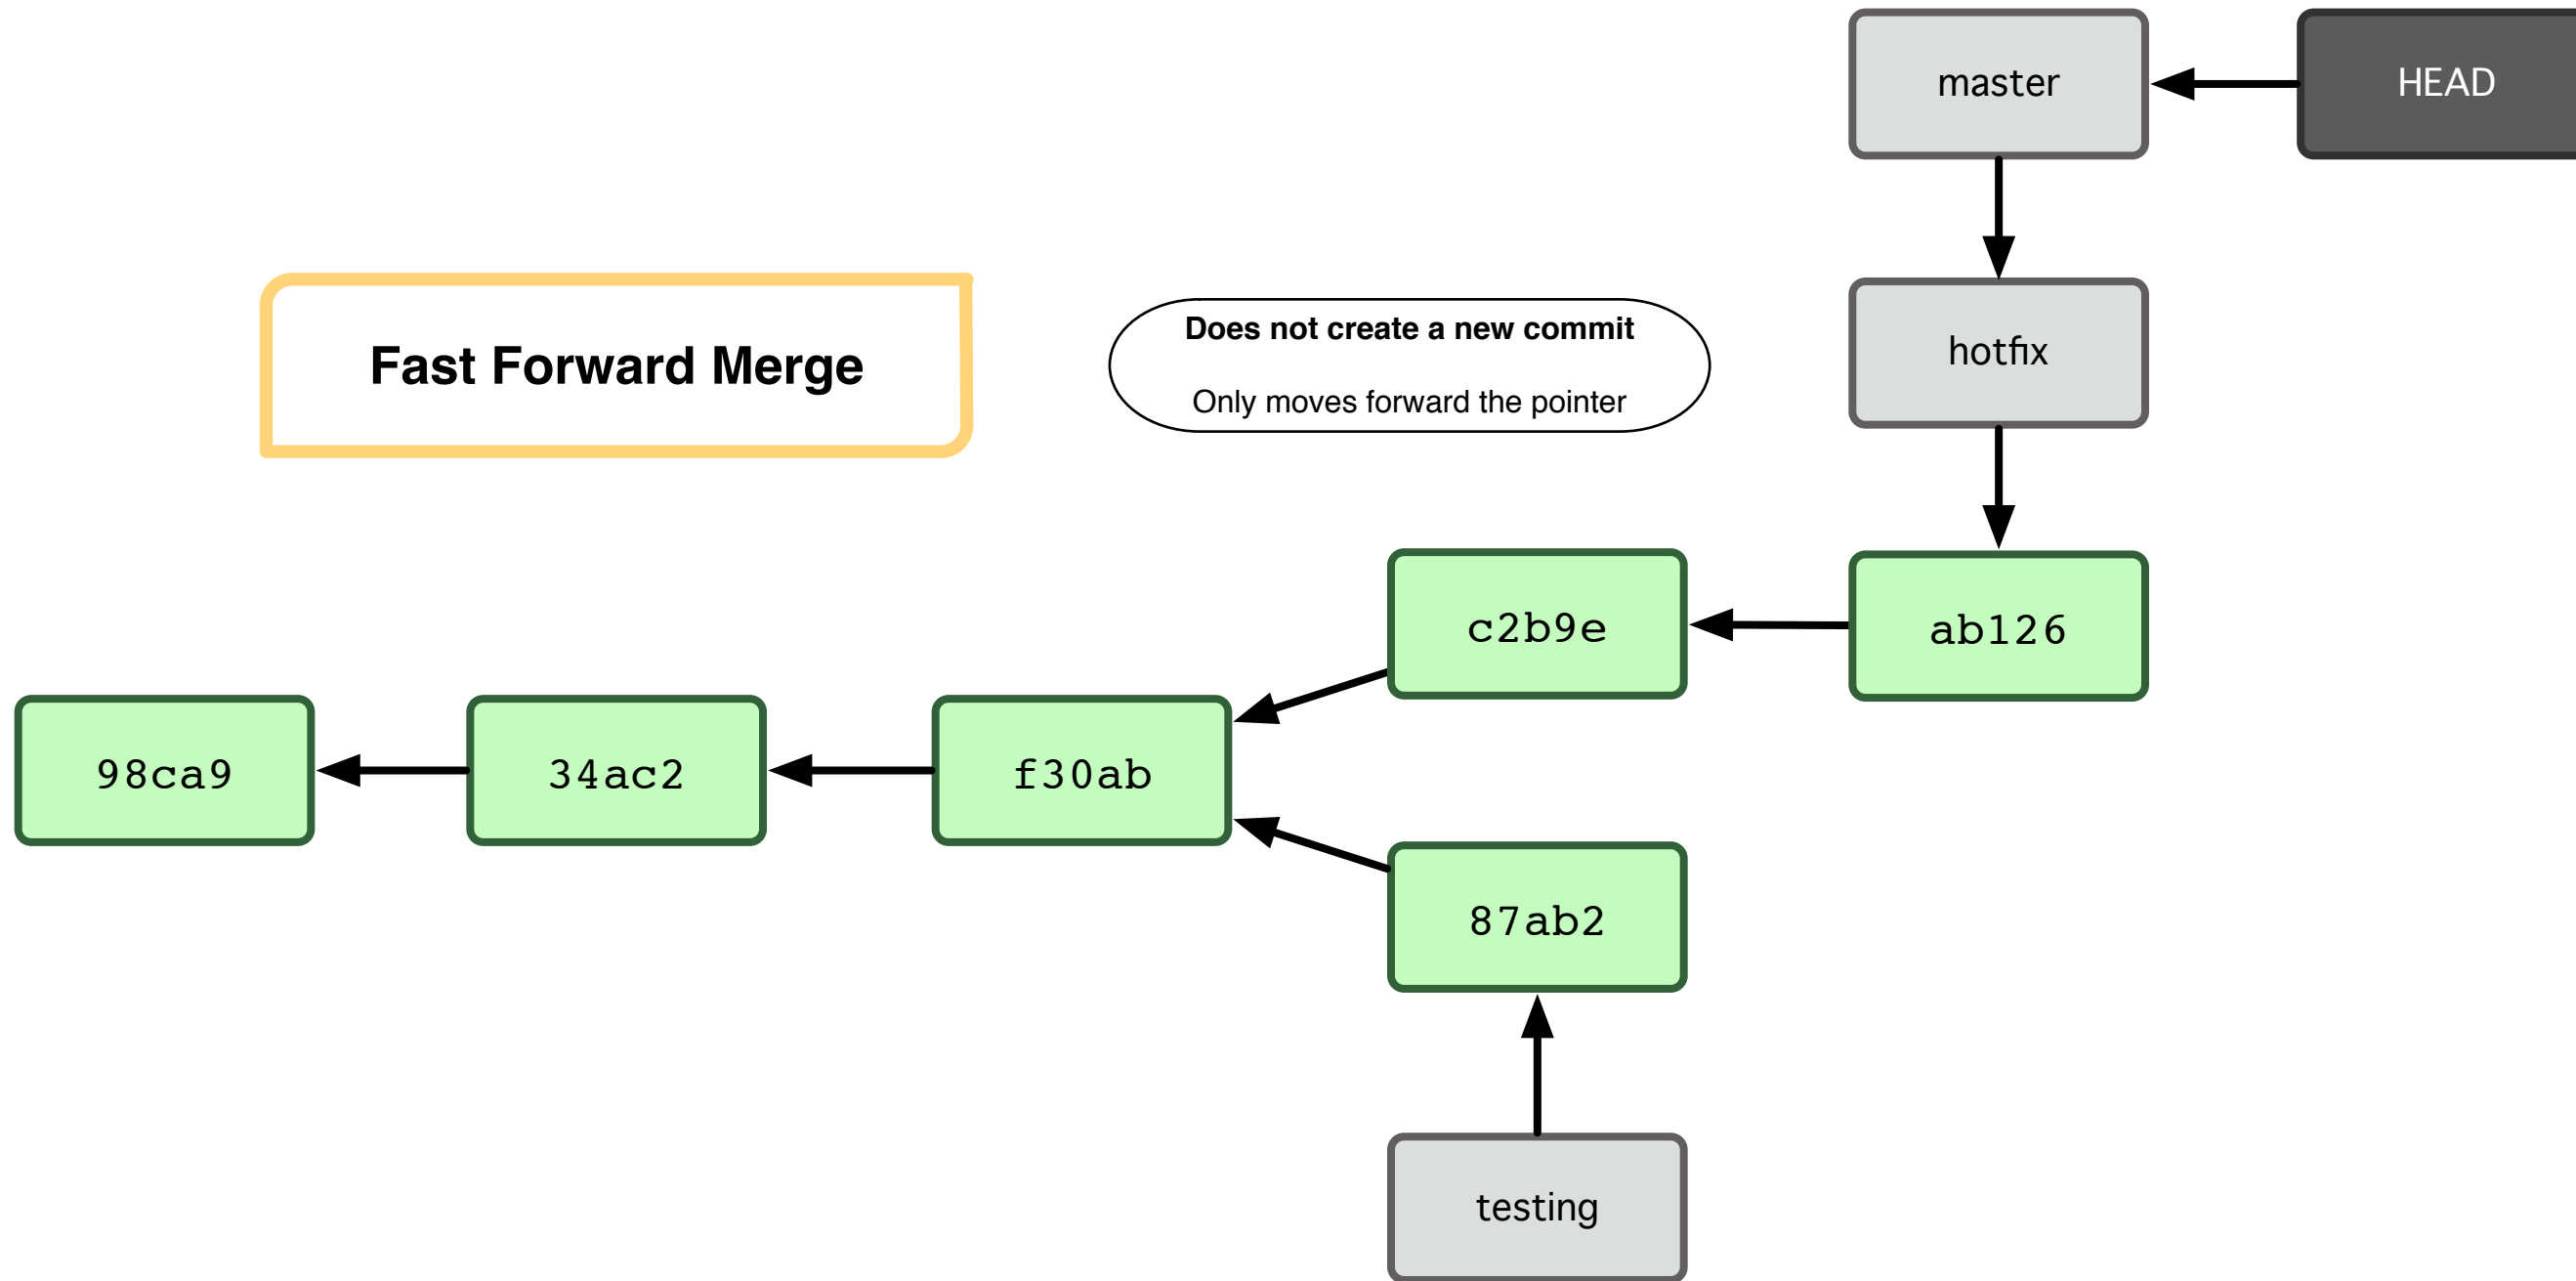 master
HEAD
Fast Forward Merge
Does not create a new commit
Only moves forward the pointer
hotfix
c2b9e
ab126
98ca9
34ac2
f30ab
87ab2
testing